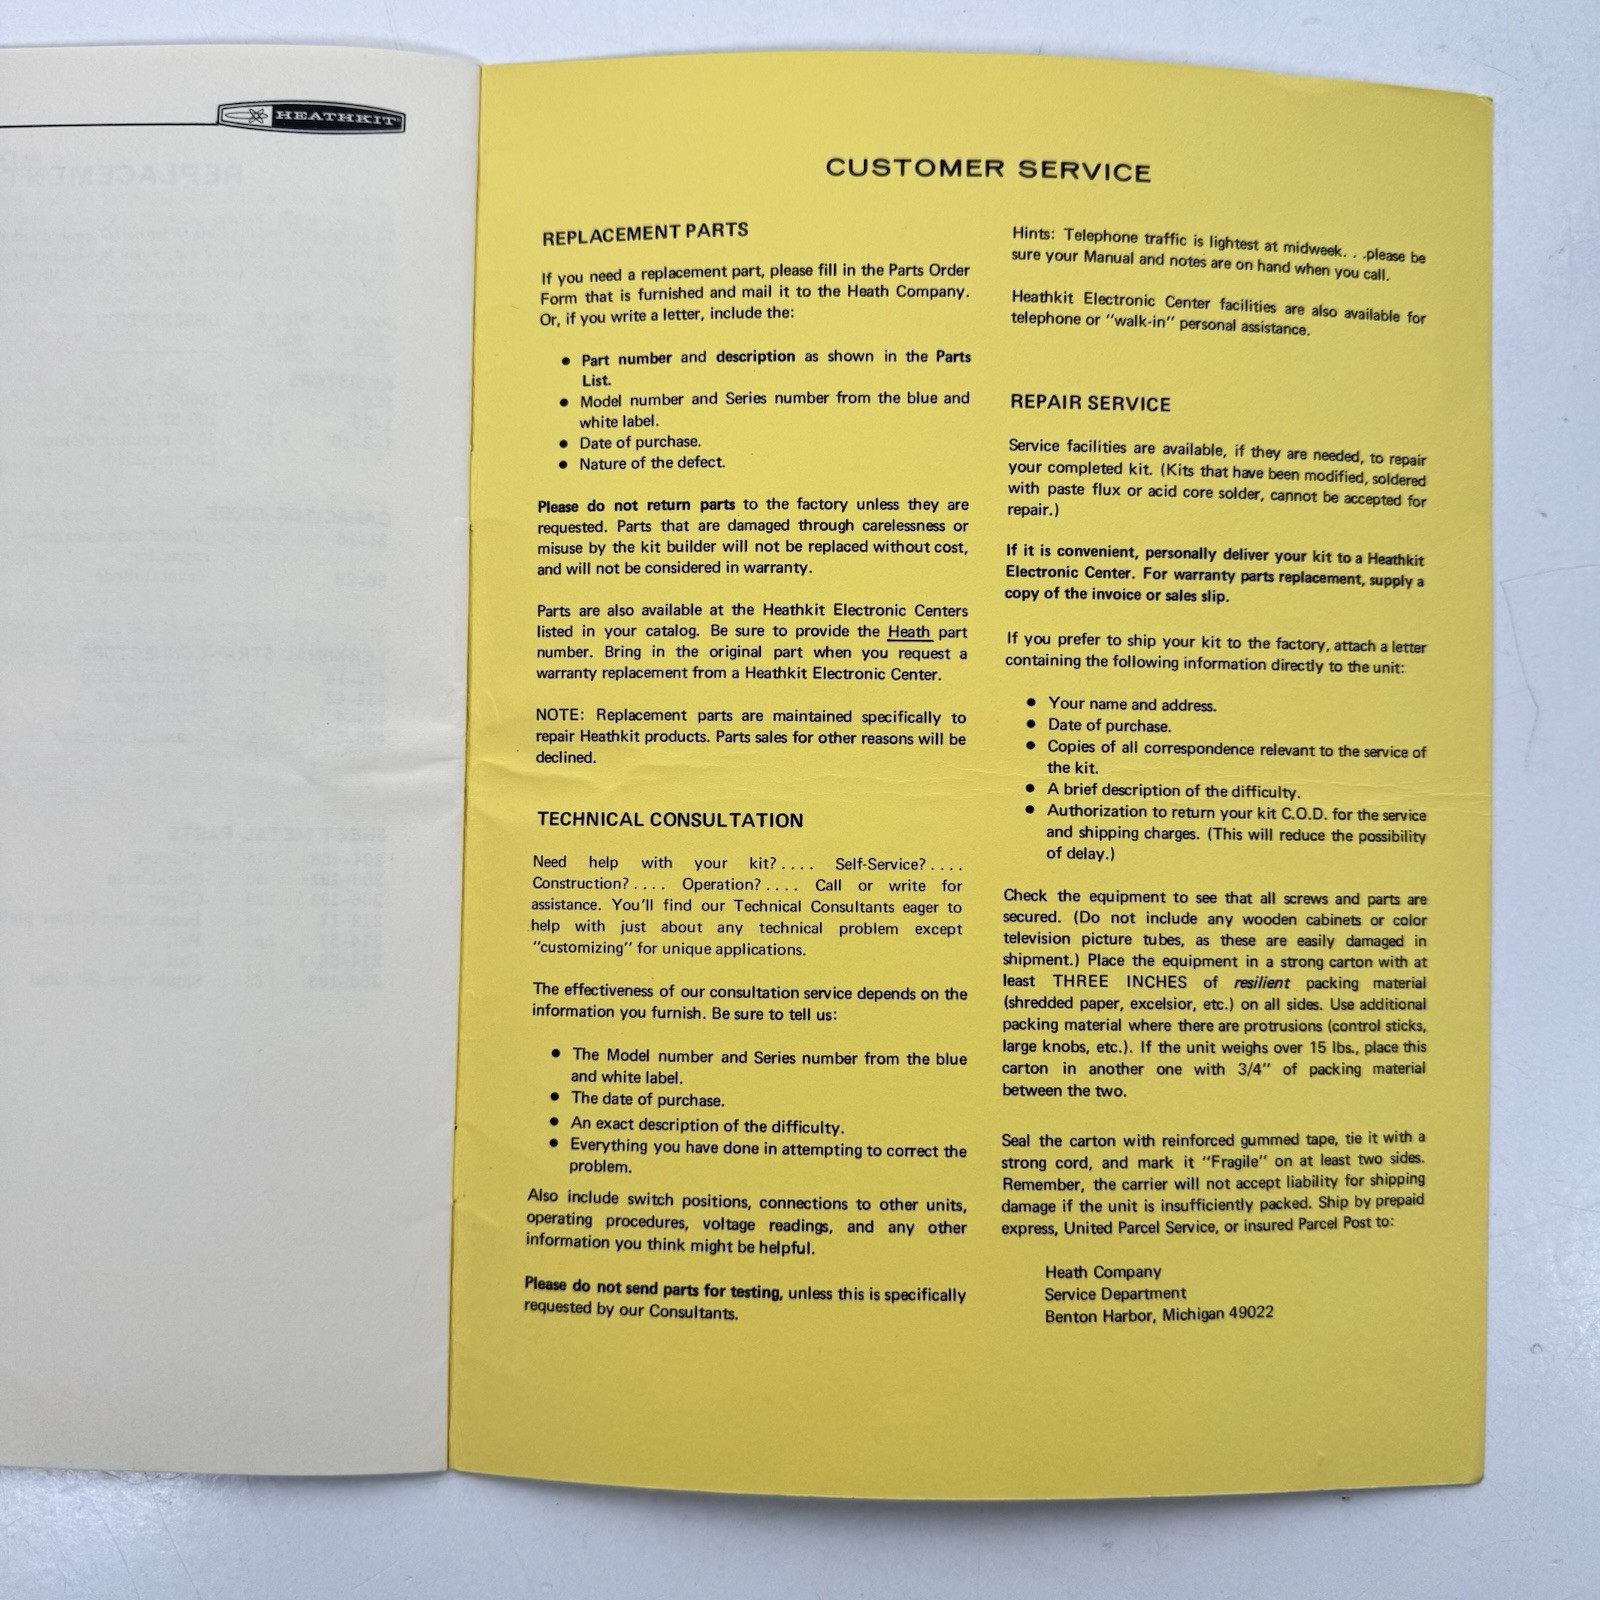 HEATHKIT
CUSTOMER SERVICE
REPLACEMENT PARTS
If you need a replacement part, please fill in the Parts Order
Form that is furnished and mail it to the Heath Company.
Or, if you write a letter, include the:
● Part number and description as shown in the Parts
List.
● Model number and Series number from the blue and
white label.
● Date of purchase.
● Nature of the defect.
Please do not return parts to the factory unless they are
requested. Parts that are damaged through carelessness or
misuse by the kit builder will not be replaced without cost,
and will not be considered in warranty.
Parts are also available at the Heathkit Electronic Centers
listed in your catalog. Be sure to provide the Heath part
number. Bring in the original part when you request a
warranty replacement from a Heathkit Electronic Center.
NOTE: Replacement parts are maintained specifically to
repair Heathkit products. Parts sales for other reasons will be
declined.
TECHNICAL CONSULTATION
Need help with your kit?.... Self-Service?....
Construction?.... Operation?.... Call or write for
assistance. You'll find our Technical Consultants eager to
help with just about any technical problem except
"customizing" for unique applications.
The effectiveness of our consultation service depends on the
information you furnish. Be sure to tell us:
● The Model number and Series number from the blue
and white label.
● The date of purchase.
● An exact description of the difficulty.
● Everything you have done in attempting to correct the
problem.
Also include switch positions, connections to other units,
operating procedures, voltage readings, and any other
information you think might be helpful.
Please do not send parts for testing, unless this is specifically
requested by our Consultants.
Hints: Telephone traffic is lightest at midweek. . .please be
sure your Manual and notes are on hand when you call.
Heathkit Electronic Center facilities are also available for
telephone or "walk-in" personal assistance.
REPAIR SERVICE
Service facilities are available, if they are needed, to repair
your completed kit. (Kits that have been modified, soldered
with paste flux or acid core solder, cannot be accepted for
repair.)
If it is convenient, personally deliver your kit to a Heathkit
Electronic Center. For warranty parts replacement, supply a
copy of the invoice or sales slip.
If you prefer to ship your kit to the factory, attach a letter
containing the following information directly to the unit:
● Your name and address.
● Date of purchase.
● Copies of all correspondence relevant to the service of
the kit.
● A brief description of the difficulty.
● Authorization to return your kit C.O.D. for the service
and shipping charges. (This will reduce the possibility
of delay.)
Check the equipment to see that all screws and parts are
secured. (Do not include any wooden cabinets or color
television picture tubes, as these are easily damaged in
shipment.) Place the equipment in a strong carton with at
least THREE INCHES of resilient packing material
(shredded paper, excelsior, etc.) on all sides. Use additional
packing material where there are protrusions (control sticks,
large knobs, etc.). If the unit weighs over 15 lbs., place this
carton in another one with 3/4" of packing material
between the two.
Seal the carton with reinforced gummed tape, tie it with a
strong cord, and mark it "Fragile" on at least two sides.
Remember, the carrier will not accept liability for shipping
damage if the unit is insufficiently packed. Ship by prepaid
express, United Parcel Service, or insured Parcel Post to:
Heath Company
Service Department
Benton Harbor, Michigan 49022